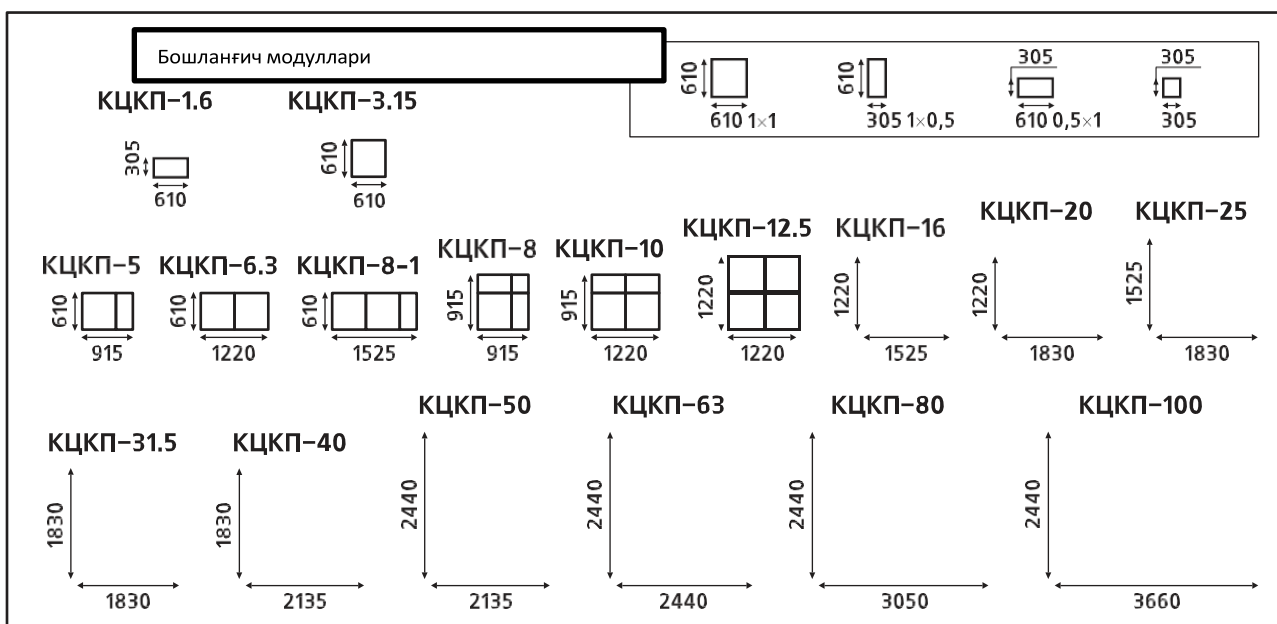 Бошланғич модуллари
610 305 305
610 610
610 1×1 305 1×0,5 610 0,5×1 305
КЦКП–1.6 КЦКП–3.15
305 610
610 610
КЦКП–5 КЦКП–6.3 КЦКП–8–1 КЦКП–8 КЦКП–10 КЦКП–12.5 КЦКП–16 КЦКП–20 КЦКП–25
610 610 610 915 915 1220 1220 1220 1525
915 1220 1525 915 1220 1220 1525 1830 1830
КЦКП–31.5 КЦКП–40 КЦКП–50 КЦКП–63 КЦКП–80 КЦКП–100
1830 1830 2440 2440 2440 2440
1830 2135 2135 2440 3050 3660